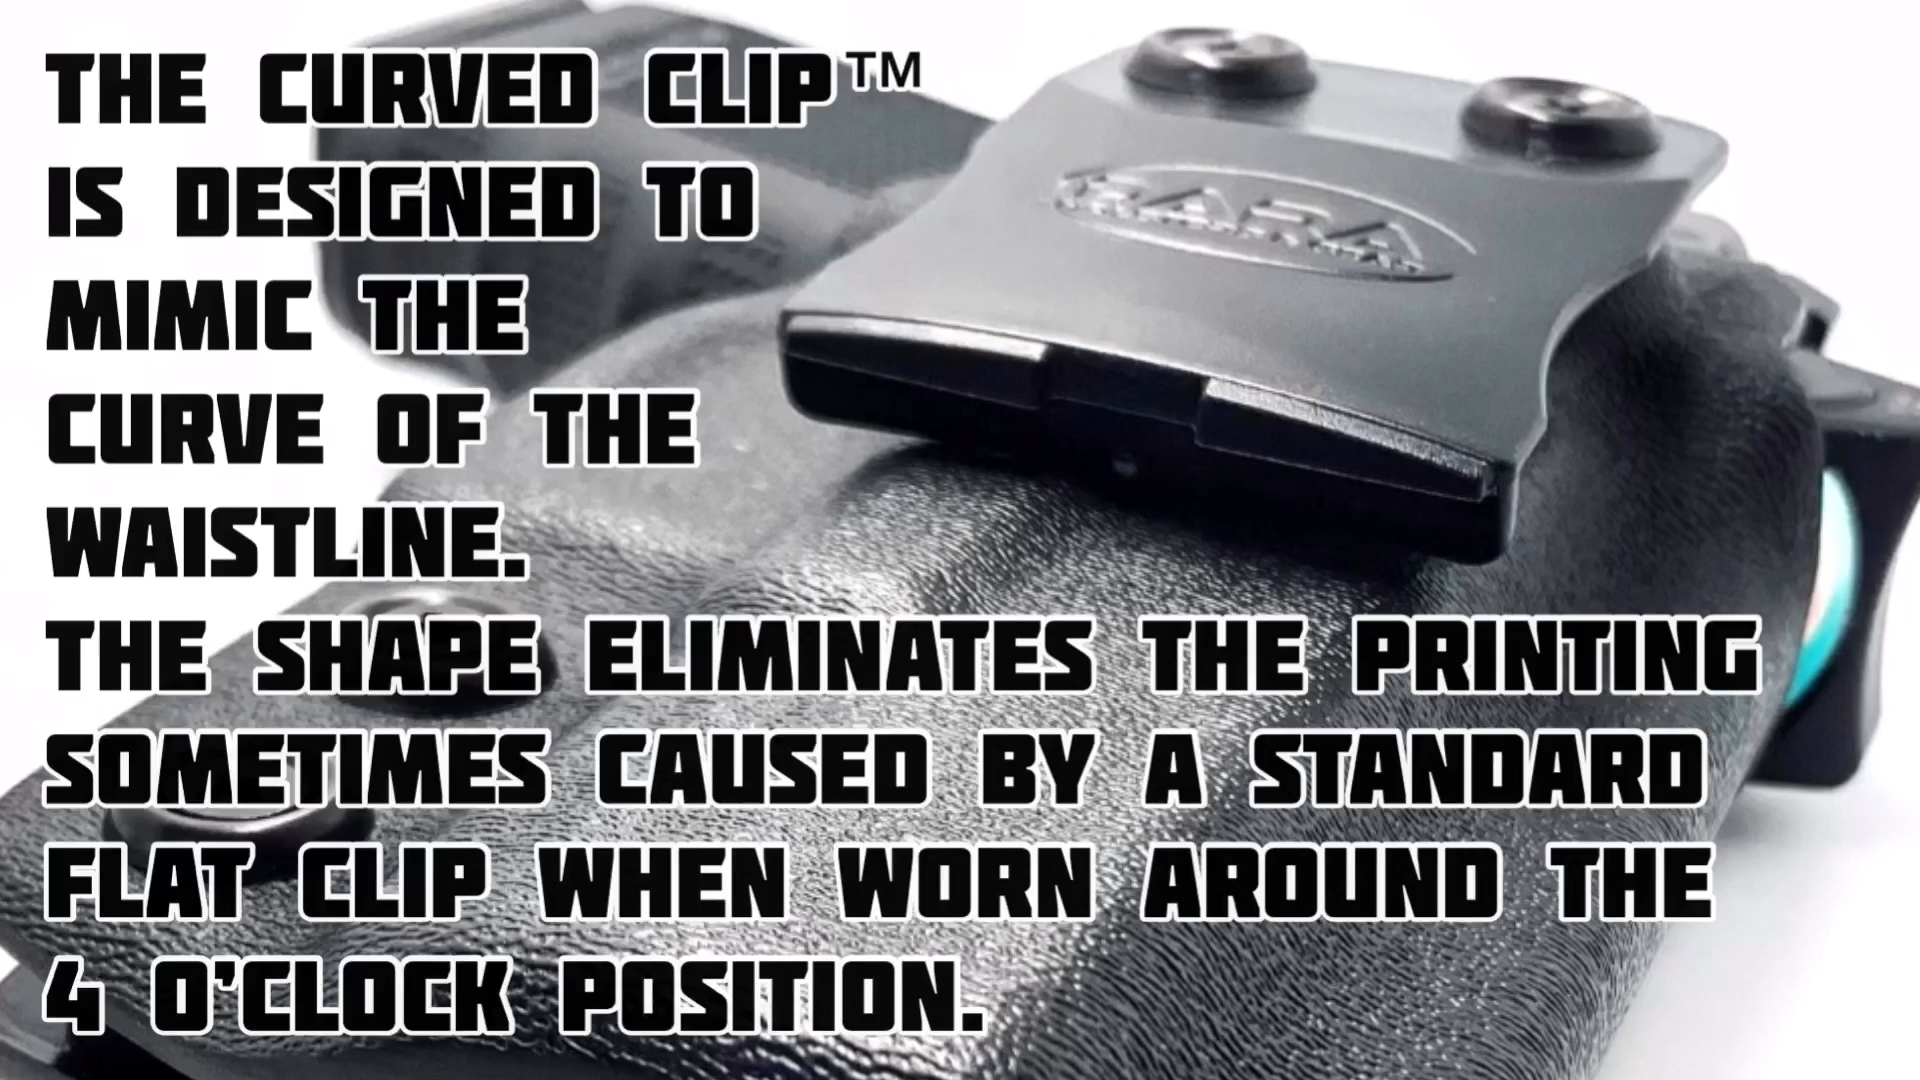 THE CURVED CLIP™
IS DESIGNED TO
MIMIC THE
CURVE OF THE
WAISTLINE.
THE SHAPE ELIMINATES THE PRINTING
SOMETIMES CAUSED BY A STANDARD
FLAT CLIP WHEN WORN AROUND THE
4 O'CLOCK POSITION.